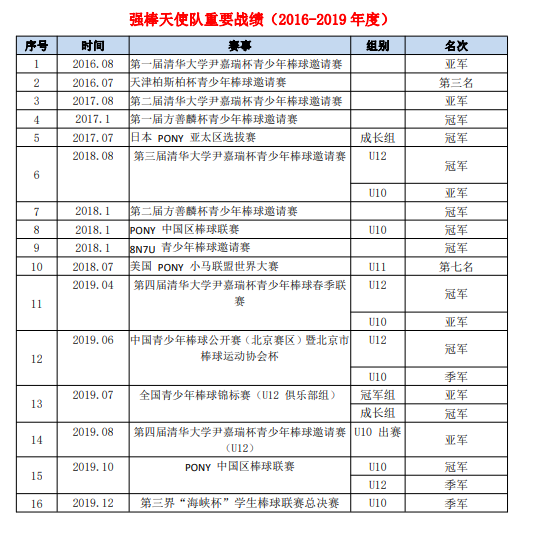 强棒天使队重要战绩（2016-2019 年度）
序号 时间 赛事 组别 名次
1 2016.08 第一届清华大学尹嘉瑞杯青少年棒球邀请赛 亚军
2 2016.07 天津柏斯柏杯青少年棒球邀请赛 第三名
3 2017.08 第二届清华大学尹嘉瑞杯青少年棒球邀请赛 亚军
4 2017.1 第一届方善麟杯青少年棒球邀请赛 冠军
5 2017.07 日本 PONY 亚太区选拔赛 成长组 冠军
6 2018.08 第三届清华大学尹嘉瑞杯青少年棒球邀请赛 U12 冠军
U10 亚军
7 2018.1 第二届方善麟杯青少年棒球邀请赛 冠军
8 2018.1 PONY 中国区棒球联赛 U10 冠军
9 2018.1 8N7U 青少年棒球邀请赛 冠军
10 2018.07 美国 PONY 小马联盟世界大赛 U11 第七名
11 2019.04 第四届清华大学尹嘉瑞杯青少年棒球春季联
赛 U12 冠军
U10 亚军
12 2019.06 中国青少年棒球公开赛（北京赛区）暨北京市
棒球运动协会杯 U12 冠军
U10 季军
13 2019.07 全国青少年棒球锦标赛（U12 俱乐部组） 冠军组 亚军
成长组 冠军
14 2019.08 第四届清华大学尹嘉瑞杯青少年棒球邀请赛
（U12） U10 出赛 亚军
15 2019.10 PONY 中国区棒球联赛 U10 冠军
U12 季军
16 2019.12 第三界“海峡杯”学生棒球联赛总决赛 U10 季军